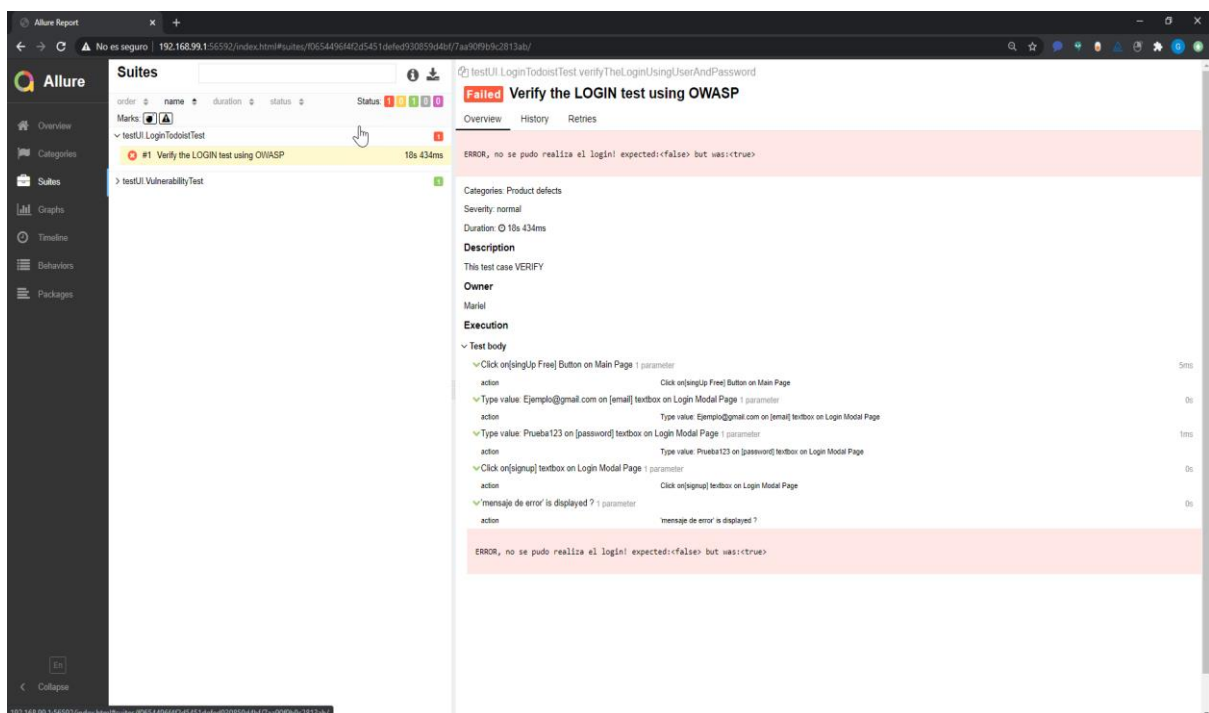 Allure Report
No es seguro | 192.168.99.1:56592/index.html#suites/f0654496f4f2d5451defed930859d4bf/7aa90f9b9c2813ab/
Allure
Overview
Categories
Suites
Graphs
Timeline
Behaviors
Packages
En
Collapse
Suites
order name duration status Status: 1 0 1 0 0
Marks:
testUI.LoginTodoistTest 1
#1 Verify the LOGIN test using OWASP 18s 434ms
testUI.VulnerabilityTest 1
testUI.LoginTodoistTest.verifyTheLoginUsingUserAndPassword
Failed Verify the LOGIN test using OWASP
Overview History Retries
ERROR, no se pudo realiza el login! expected:<false> but was:<true>
Categories: Product defects
Severity: normal
Duration: 18s 434ms
Description
This test case VERIFY
Owner
Mariel
Execution
Test body
Click on[singUp Free] Button on Main Page 1 parameter 5ms
action Click on[singUp Free] Button on Main Page
Type value: Ejemplo@gmail.com on [email] textbox on Login Modal Page 1 parameter 0s
action Type value: Ejemplo@gmail.com on [email] textbox on Login Modal Page
Type value: Prueba123 on [password] textbox on Login Modal Page 1 parameter 1ms
action Type value: Prueba123 on [password] textbox on Login Modal Page
Click on[signup] textbox on Login Modal Page 1 parameter 0s
action Click on[signup] textbox on Login Modal Page
'mensaje de error' is displayed ? 1 parameter 0s
action 'mensaje de error' is displayed ?
ERROR, no se pudo realiza el login! expected:<false> but was:<true>